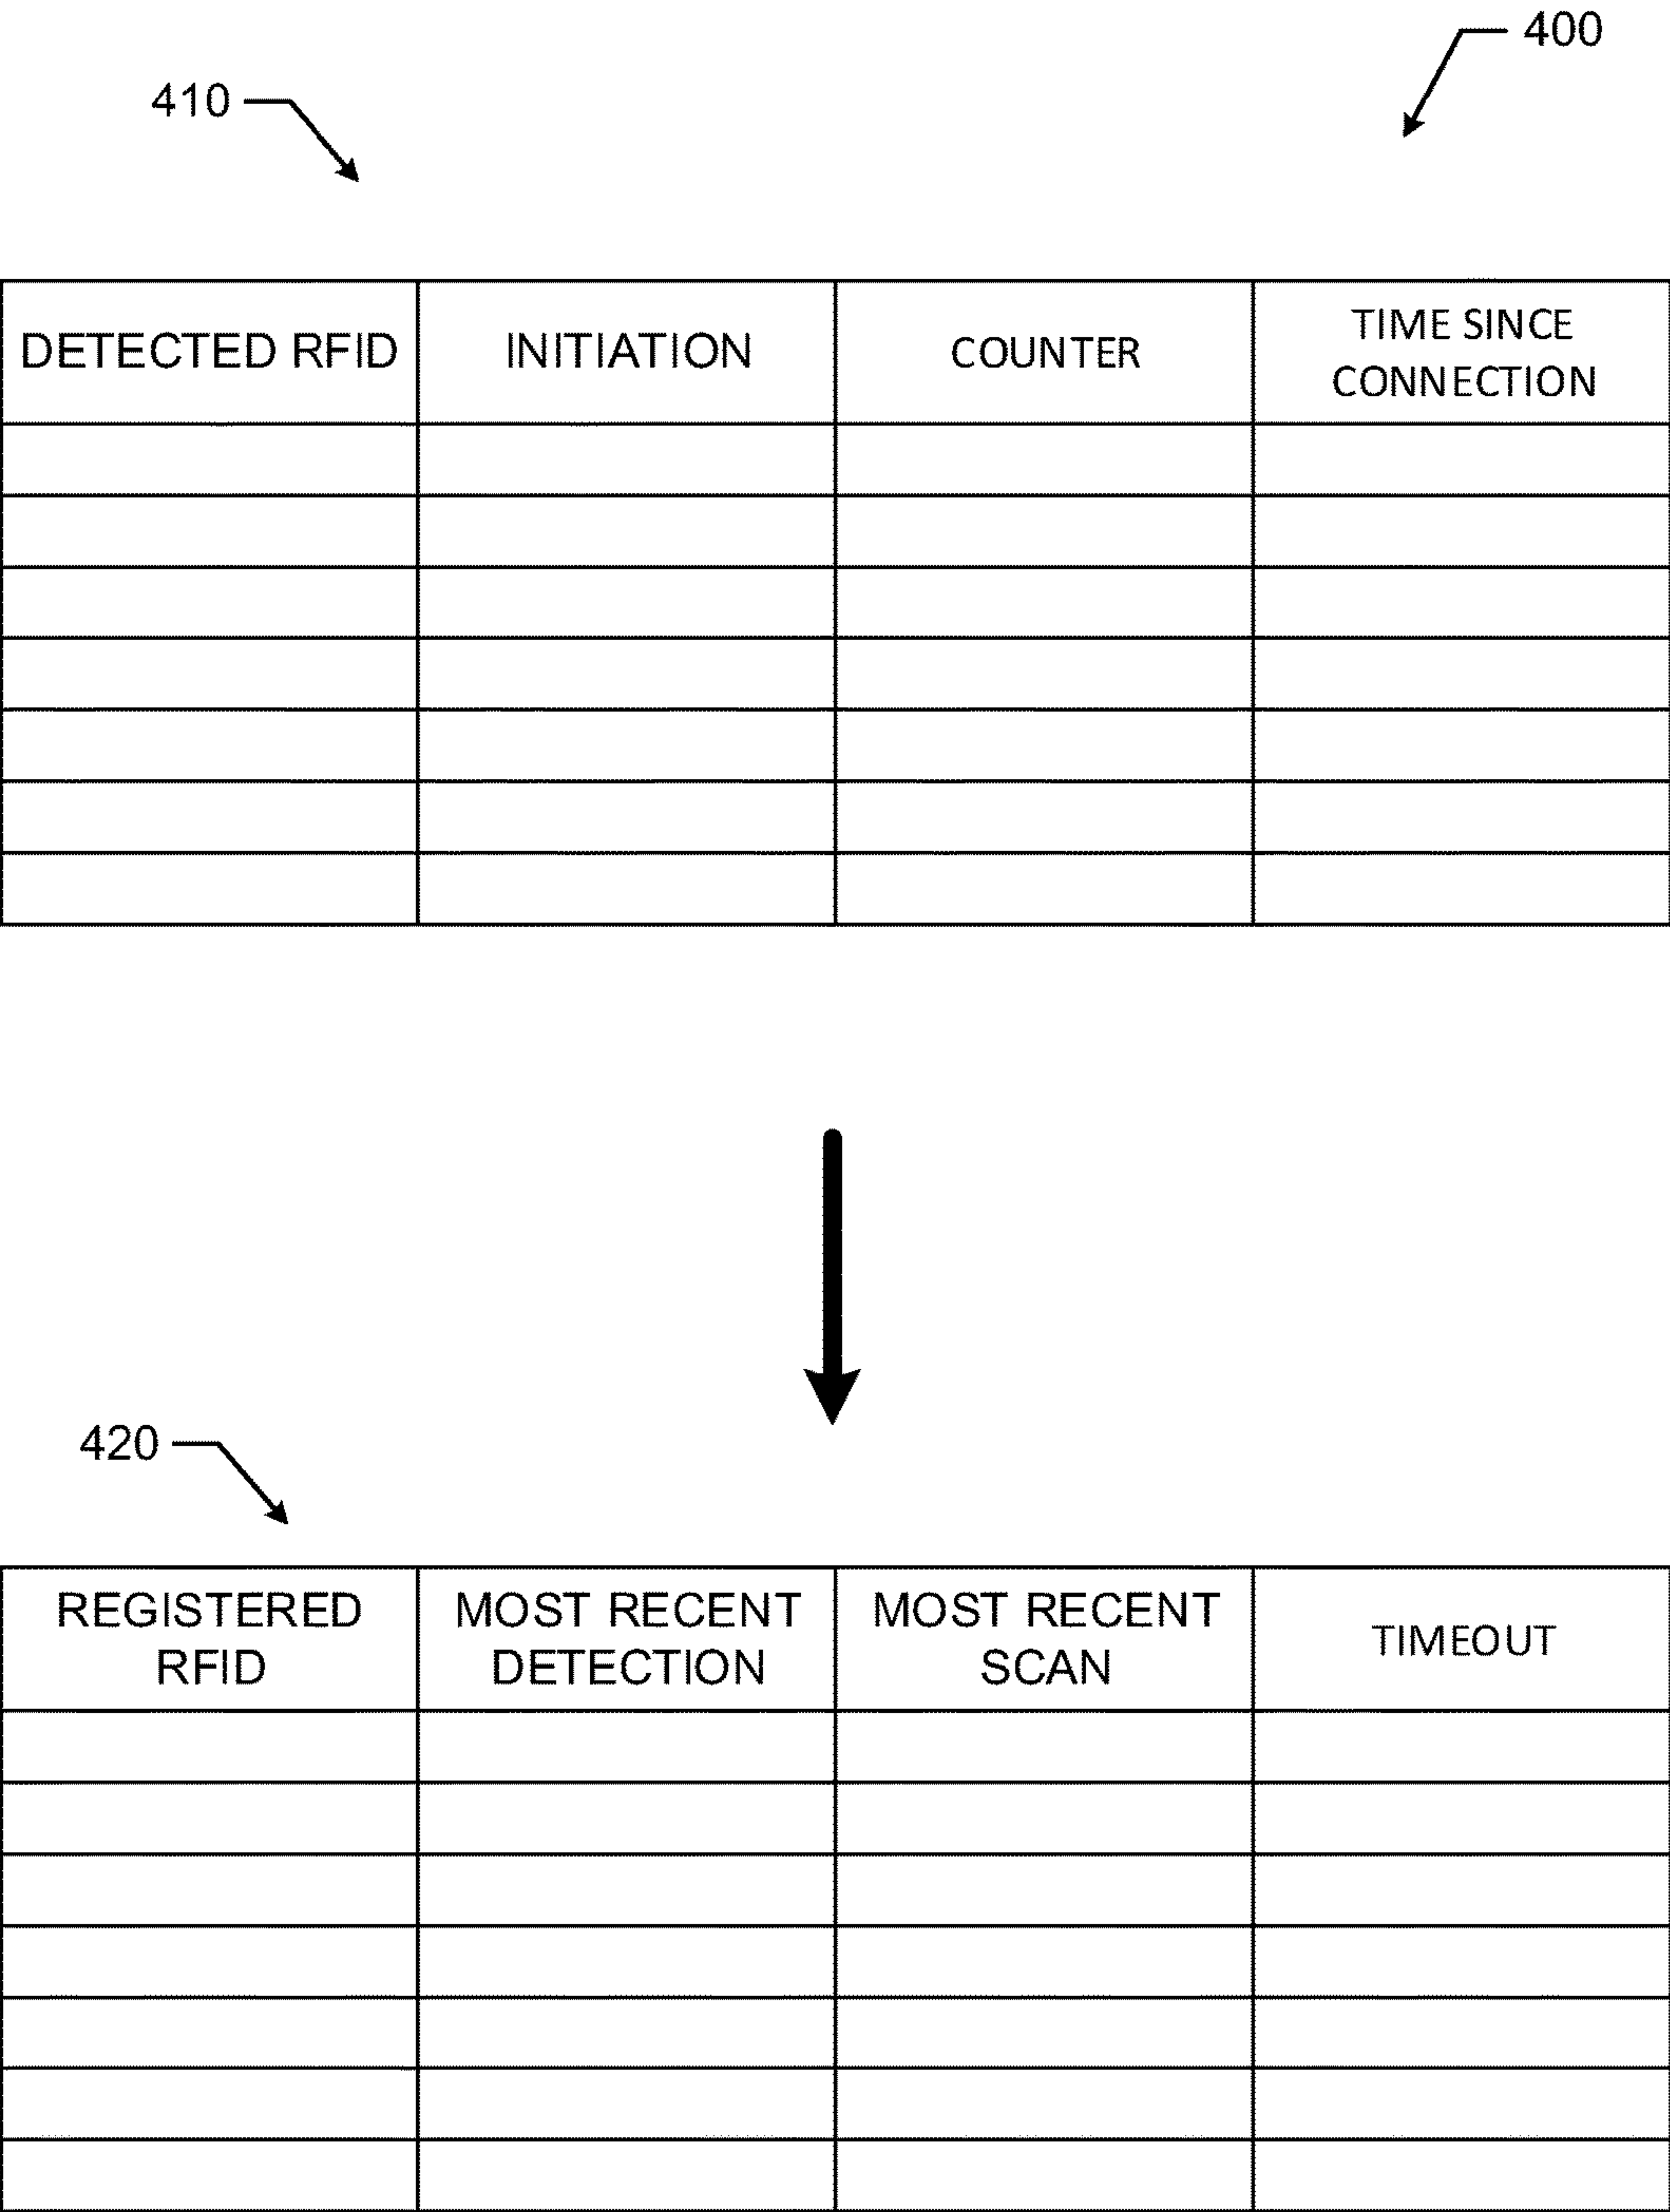 400
410
DETECTED RFID
INITIATION
COUNTER
TIME SINCE
CONNECTION
420
REGISTERED
RFID
MOST RECENT
DETECTION
MOST RECENT
SCAN
TIMEOUT